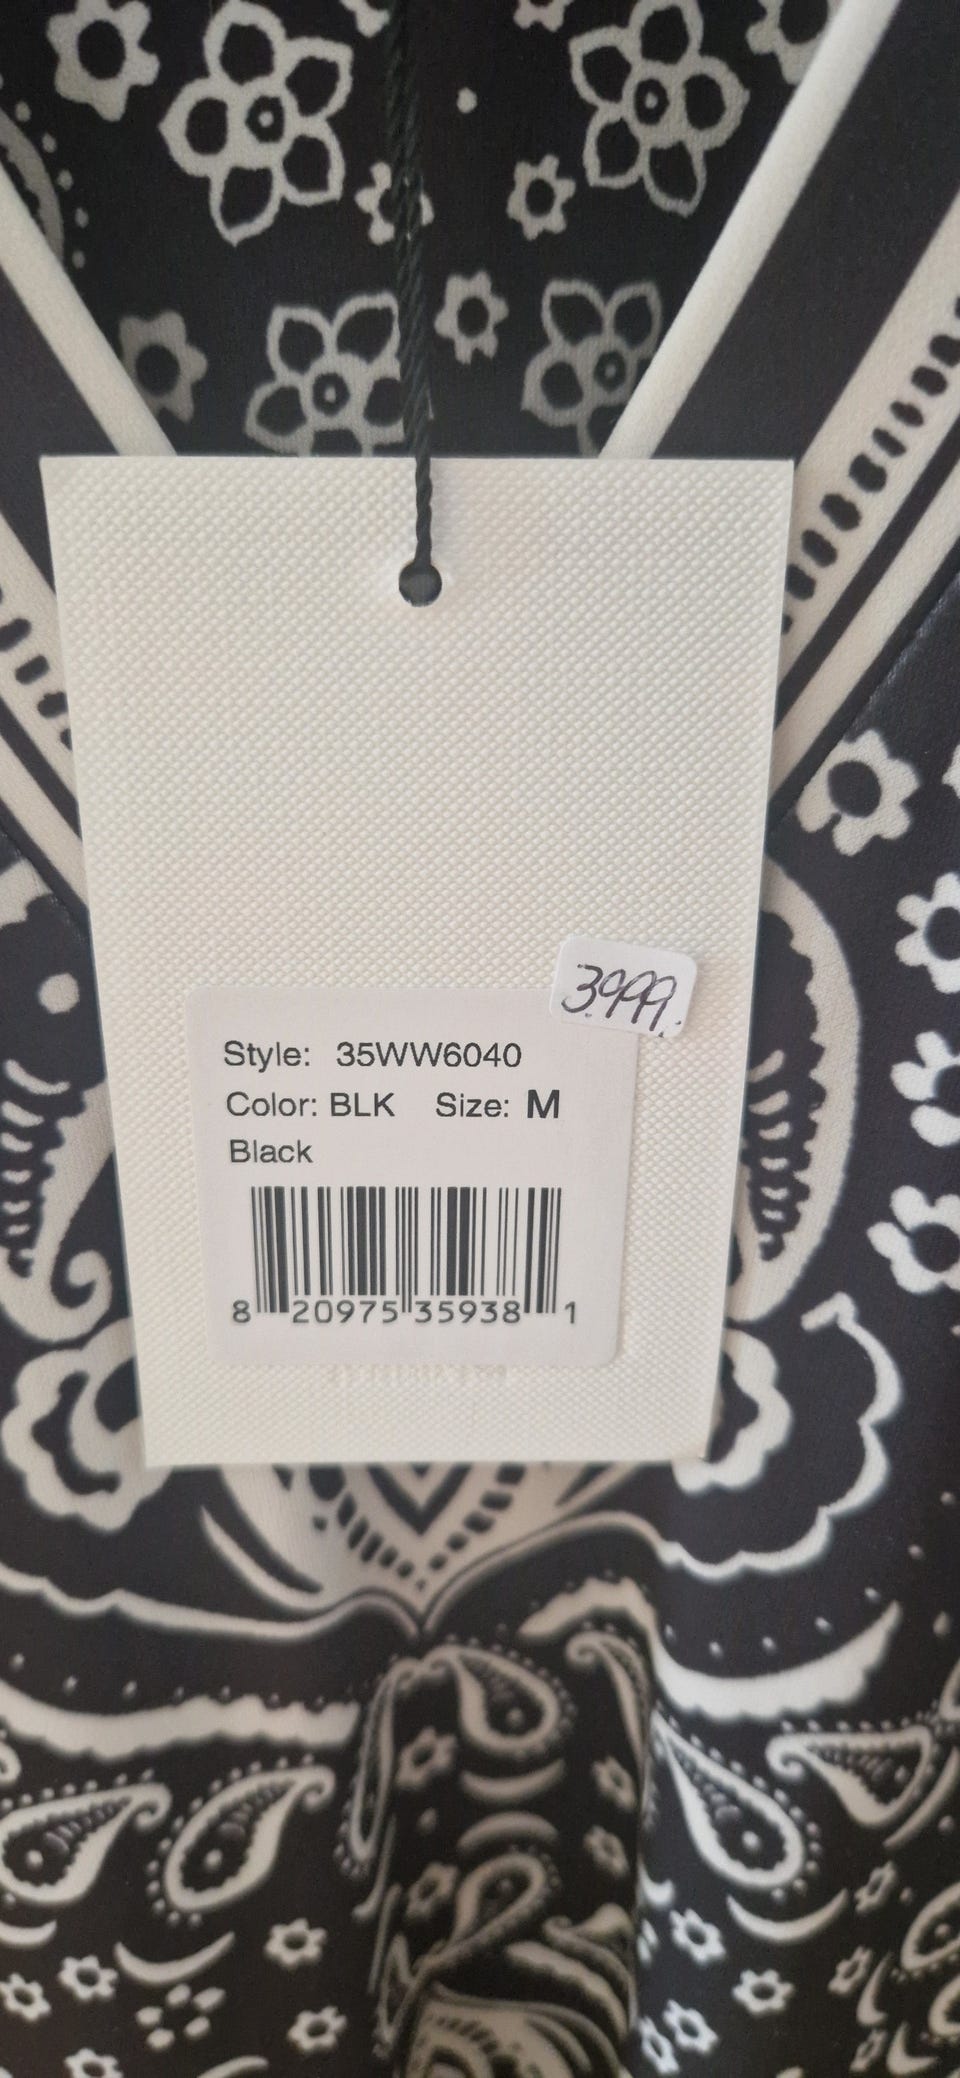 3999.
Style: 35WW6040
Color: BLK Size: M
Black
8 20975 35938 1